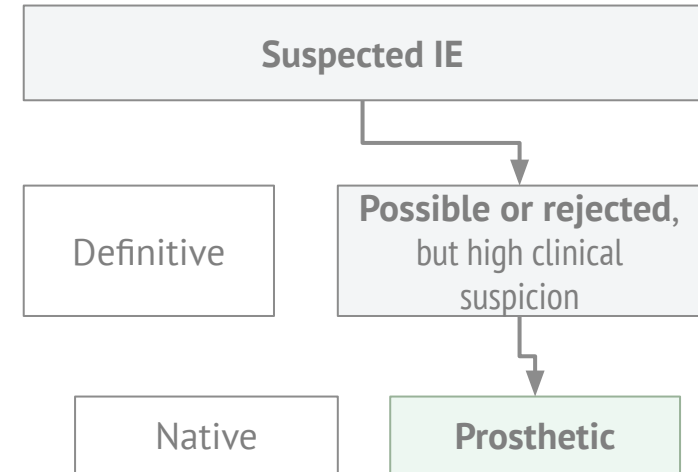 Suspected IE
Definitive
Possible or rejected,
but high clinical
suspicion
Native
Prosthetic